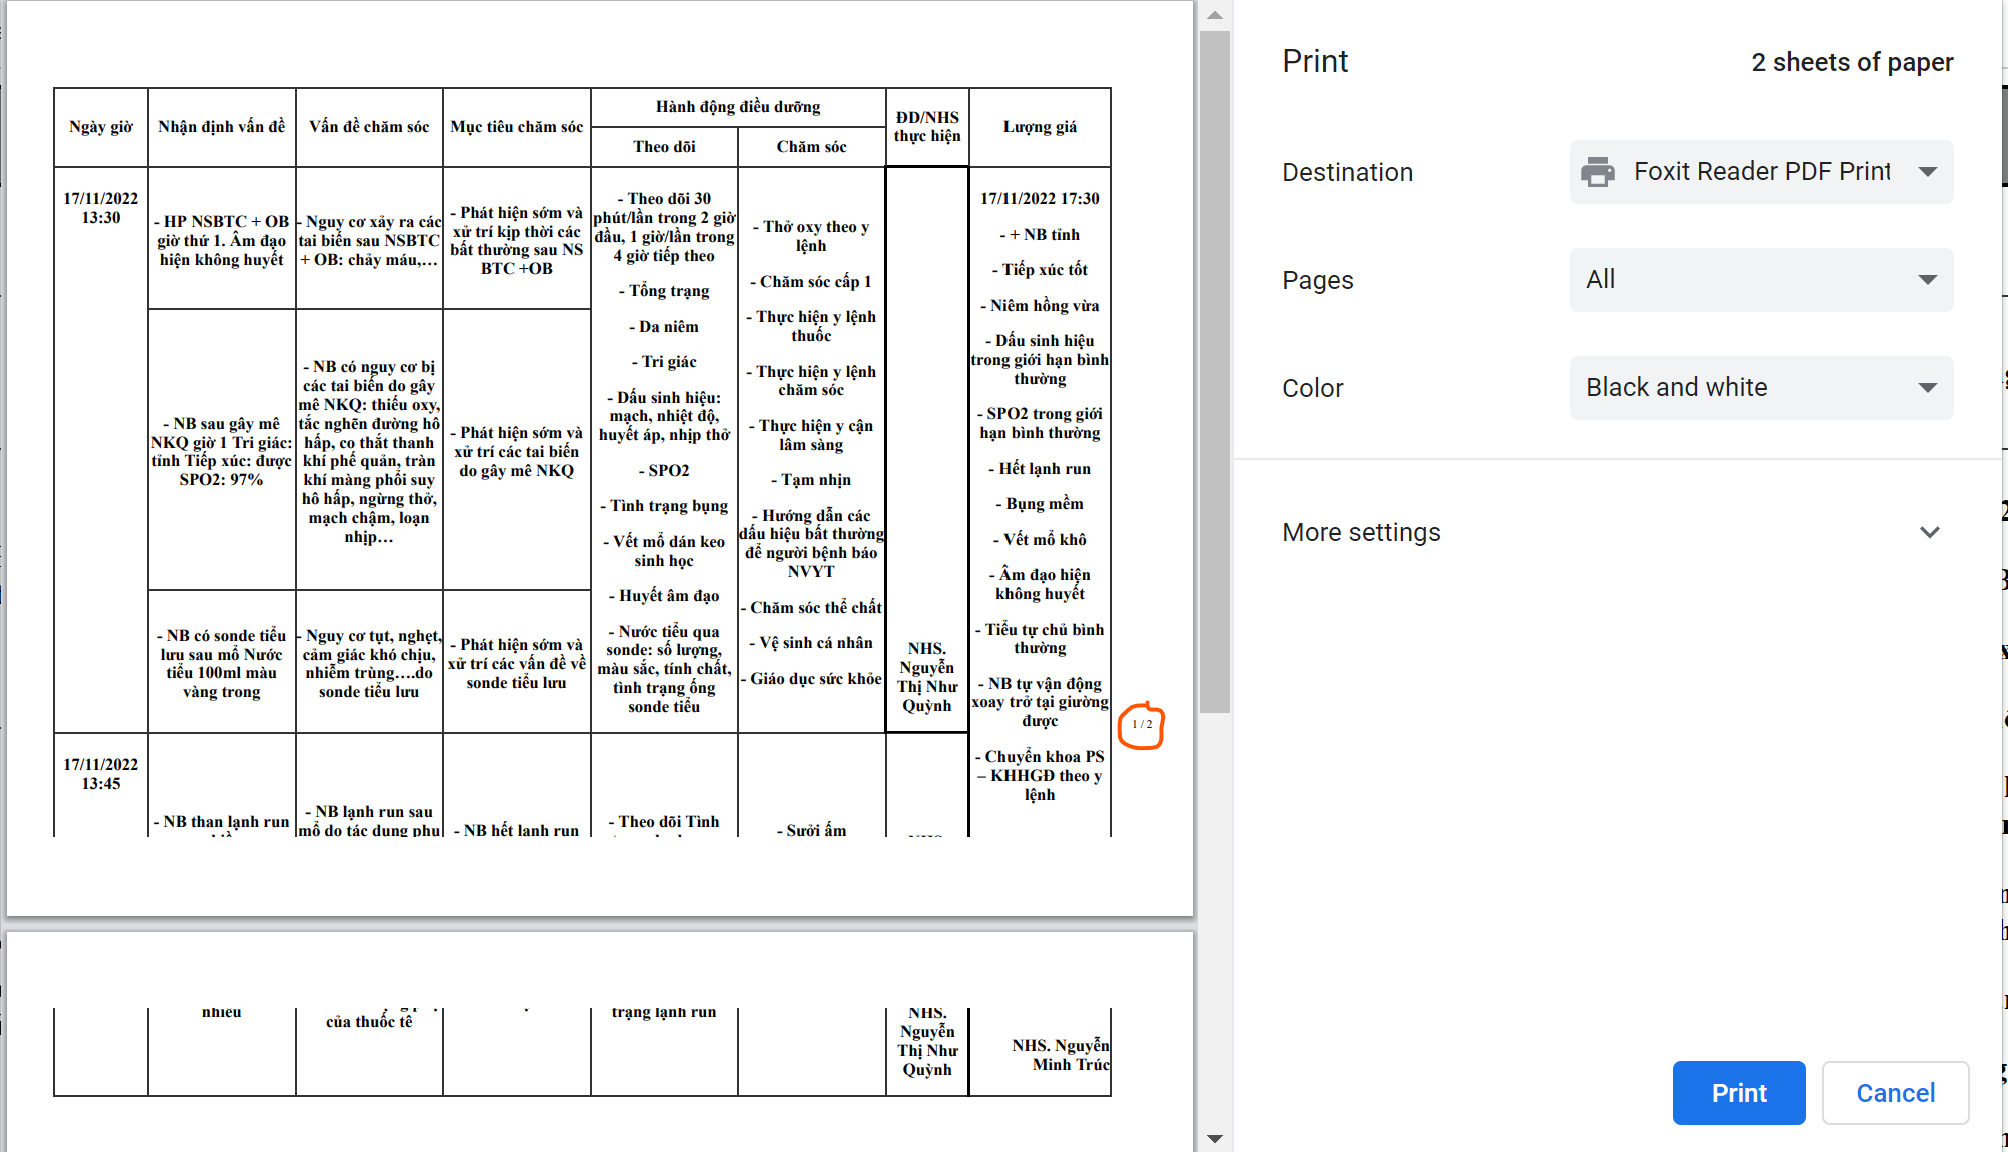 Ngày giờ
Nhận định vấn đề
Vấn đề chăm sóc
Mục tiêu chăm sóc
Hành động điều dưỡng
Theo dõi
Chăm sóc
ĐD/NHS
thực hiện
Lượng giá
17/11/2022
13:30
- HP NSBTC + OB
giờ thứ 1. Âm đạo
hiện không huyết
- Nguy cơ xảy ra các
tai biến sau NSBTC
+ OB: chảy máu,…
- Phát hiện sớm và
xử trí kịp thời các
bất thường sau NS
BTC +OB
- NB sau gây mê
NKQ giờ 1 Tri giác:
tỉnh Tiếp xúc: được
SPO2: 97%
- NB có nguy cơ bị
các tai biến do gây
mê NKQ: thiếu oxy,
tắc nghẽn đường hô
hấp, co thắt thanh
khí phế quản, tràn
khí màng phổi suy
hô hấp, ngừng thở,
mạch chậm, loạn
nhịp…
- Phát hiện sớm và
xử trí các tai biến
do gây mê NKQ
- NB có sonde tiểu
lưu sau mổ Nước
tiểu 100ml màu
vàng trong
- Nguy cơ tụt, nghẹt,
cảm giác khó chịu,
nhiễm trùng….do
sonde tiểu lưu
- Phát hiện sớm và
xử trí các vấn đề về
sonde tiểu lưu
- Theo dõi 30
phút/lần trong 2 giờ
đầu, 1 giờ/lần trong
4 giờ tiếp theo
- Tổng trạng
- Da niêm
- Tri giác
- Dấu sinh hiệu:
mạch, nhiệt độ,
huyết áp, nhịp thở
- SPO2
- Tình trạng bụng
- Vết mổ dán keo
sinh học
- Huyết âm đạo
- Nước tiểu qua
sonde: số lượng,
màu sắc, tính chất,
tình trạng ống
sonde tiểu
- Thở oxy theo y
lệnh
- Chăm sóc cấp 1
- Thực hiện y lệnh
thuốc
- Thực hiện y lệnh
chăm sóc
- Thực hiện y cận
lâm sàng
- Tạm nhịn
- Hướng dẫn các
dấu hiệu bất thường
để người bệnh báo
NVYT
- Chăm sóc thể chất
- Vệ sinh cá nhân
- Giáo dục sức khỏe
NHS.
Nguyễn
Thị Như
Quỳnh
17/11/2022 17:30
- + NB tỉnh
- Tiếp xúc tốt
- Niêm hồng vừa
- Dấu sinh hiệu
trong giới hạn bình
thường
- SPO2 trong giới
hạn bình thường
- Hết lạnh run
- Bụng mềm
- Vết mổ khô
- Âm đạo hiện
không huyết
- Tiểu tự chủ bình
thường
- NB tự vận động
xoay trở tại giường
được
- Chuyển khoa PS
– KHHGĐ theo y
lệnh
1 / 2
17/11/2022
13:45
- NB than lạnh run
- NB lạnh run sau
mổ do tác dụng phụ
- NB hết lạnh run
- Theo dõi Tình
- Sưởi ấm
nhiều
của thuốc tê
trạng lạnh run
NHS.
Nguyễn
Thị Như
Quỳnh
NHS. Nguyễn
Minh Trúc
Print
2 sheets of paper
Destination
Foxit Reader PDF Print
Pages
All
Color
Black and white
More settings
Print
Cancel